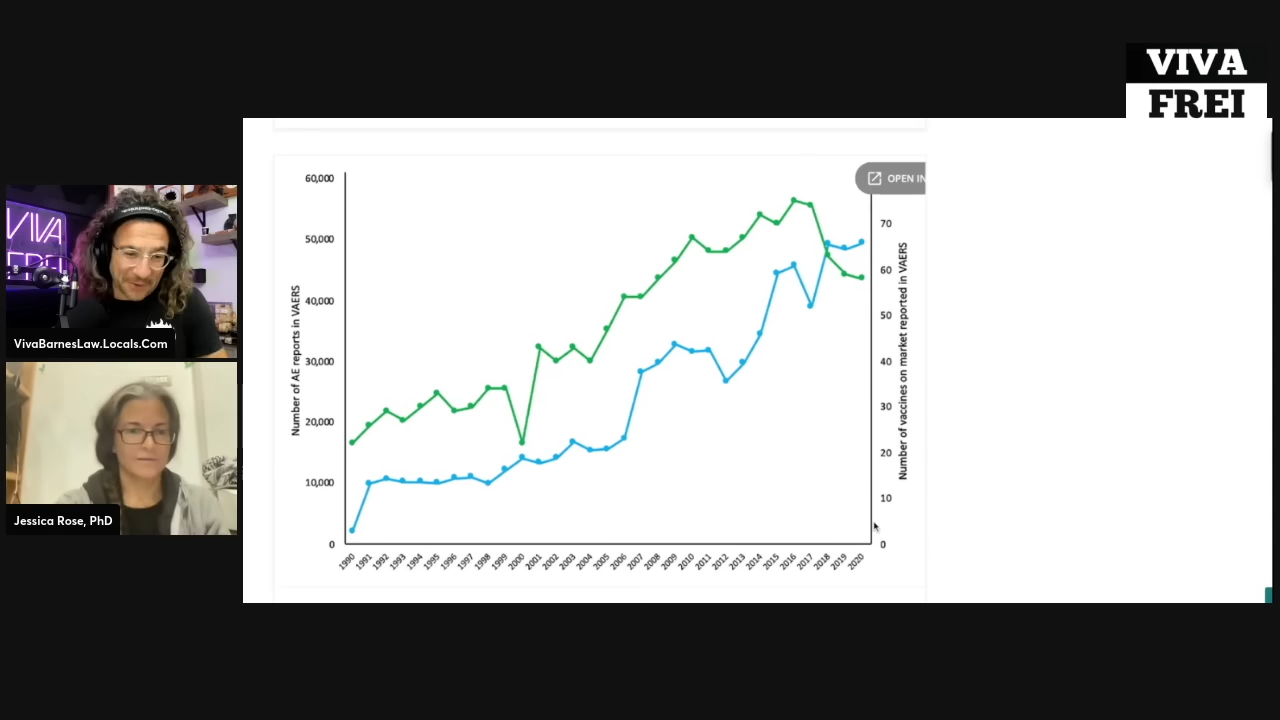 VIVA
FREI
VIVA
FREI
VivaBarnesLaw.Locals.Com
Jessica Rose, PhD
OPEN IN
60,000
50,000
40,000
30,000
20,000
10,000
0
Number of AE reports in VAERS
70
60
50
40
30
20
10
0
Number of vaccines on market reported in VAERS
1990 1991 1992 1993 1994 1995 1996 1997 1998 1999 2000 2001 2002 2003 2004 2005 2006 2007 2008 2009 2010 2011 2012 2013 2014 2015 2016 2017 2018 2019 2020